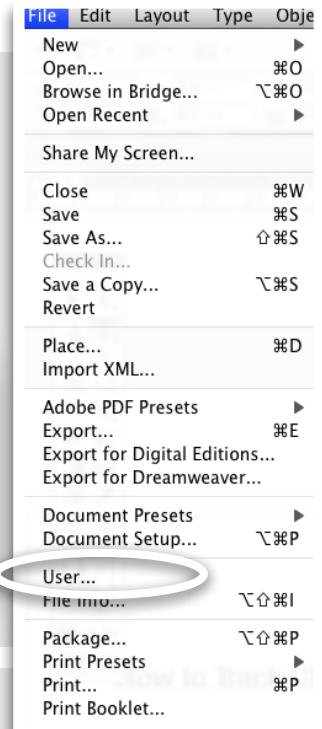 File Edit Layout Type Obje
New
Open... ⌘O
Browse in Bridge... ⌥⌘O
Open Recent
Share My Screen...
Close ⌘W
Save ⌘S
Save As... ⇧⌘S
Check In...
Save a Copy... ⌥⌘S
Revert
Place... ⌘D
Import XML...
Adobe PDF Presets
Export... ⌘E
Export for Digital Editions...
Export for Dreamweaver...
Document Presets
Document Setup... ⌥⌘P
User...
File Info... ⌥⇧⌘I
Package... ⌥⇧⌘P
Print Presets
Print... ⌘P
Print Booklet...